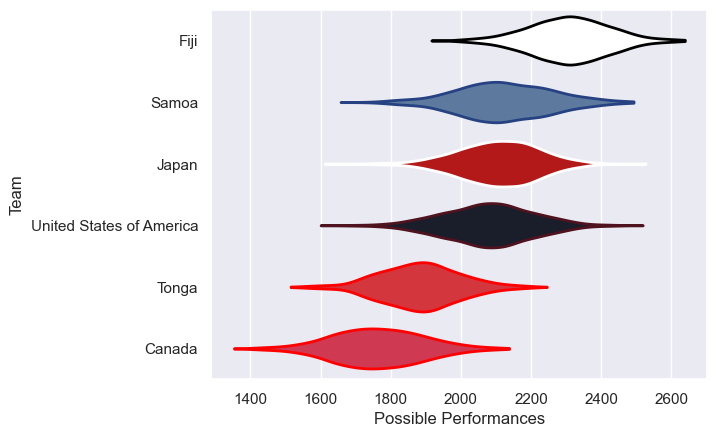 Fiji
Samoa
Japan
United States of America
Tonga
Canada
Team
1400 1600 1800 2000 2200 2400 2600
Possible Performances